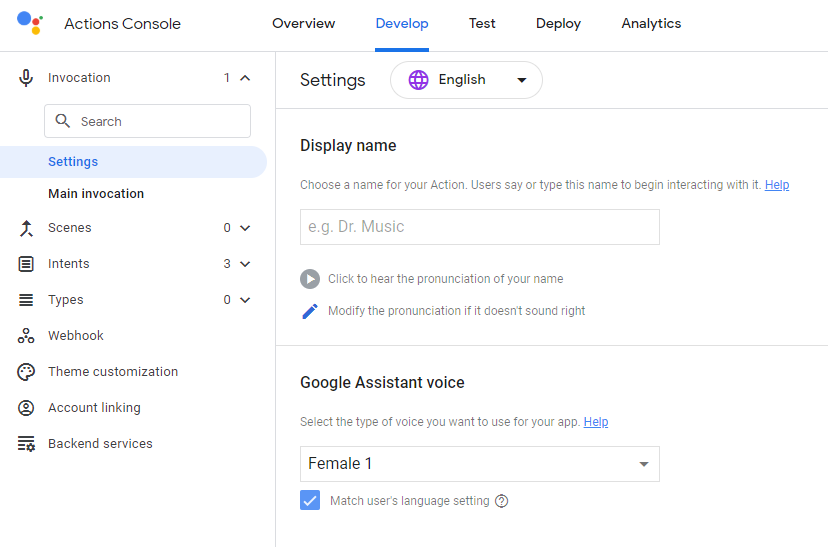 Actions Console
Overview
Develop
Test
Deploy
Analytics
Invocation 1
Search
Settings
Main invocation
Scenes 0
Intents 3
Types 0
Webhook
Theme customization
Account linking
Backend services
Settings
English
Display name
Choose a name for your Action. Users say or type this name to begin interacting with it. Help
e.g. Dr. Music
Click to hear the pronunciation of your name
Modify the pronunciation if it doesn't sound right
Google Assistant voice
Select the type of voice you want to use for your app. Help
Female 1
Match user's language setting ?